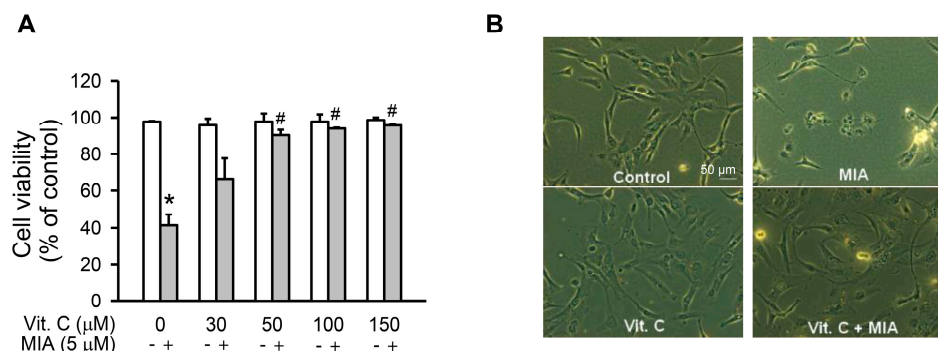 A
B
Cell viability
(% of control)
120
100
80
60
40
20
0
*
#
#
#
Vit. C (μM) 0 30 50 100 150
MIA (5 μM) - + - + - + - + - +
Control
50 μm
MIA
Vit. C
Vit. C + MIA